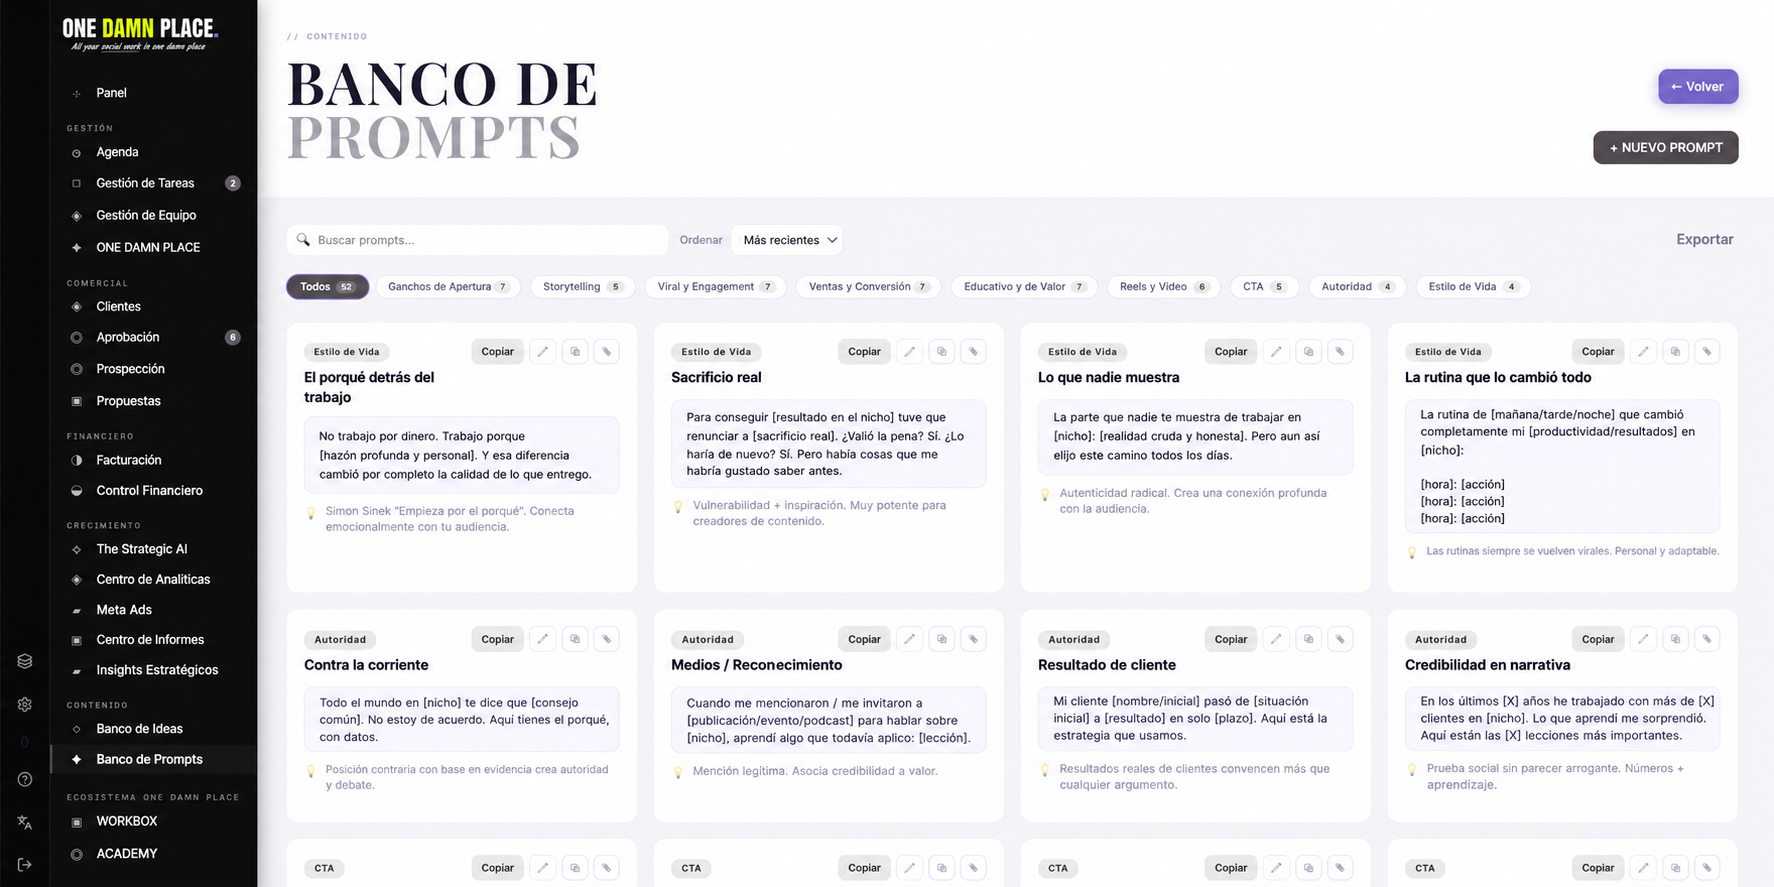 ONE DAMN PLACE.
All your social work in one damn place
Panel
GESTIÓN
Agenda
Gestión de Tareas 2
Gestión de Equipo
ONE DAMN PLACE
COMERCIAL
Clientes
Aprobación 6
Prospección
Propuestas
FINANCIERO
Facturación
Control Financiero
CRECIMIENTO
The Strategic AI
Centro de Analiticas
Meta Ads
Centro de Informes
Insights Estratégicos
CONTENIDO
Banco de Ideas
Banco de Prompts
ECOSISTEMA ONE DAMN PLACE
WORKBOX
ACADEMY
0
// CONTENIDO
BANCO DE
PROMPTS
← Volver
+ NUEVO PROMPT
Buscar prompts...
Ordenar
Más recientes
Exportar
Todos 52
Ganchos de Apertura 7
Storytelling 5
Viral y Engagement 7
Ventas y Conversión 7
Educativo y de Valor 7
Reels y Video 6
CTA 5
Autoridad 4
Estilo de Vida 4
Estilo de Vida
Copiar
El porqué detrás del
trabajo
No trabajo por dinero. Trabajo porque
[hazón profunda y personal]. Y esa diferencia
cambió por completo la calidad de lo que entrego.
Simon Sinek "Empieza por el porqué". Conecta
emocionalmente con tu audiencia.
Estilo de Vida
Copiar
Sacrificio real
Para conseguir [resultado en el nicho] tuve que
renunciar a [sacrificio real]. ¿Valió la pena? Sí. ¿Lo
haría de nuevo? Sí. Pero había cosas que me
habría gustado saber antes.
Vulnerabilidad + inspiración. Muy potente para
creadores de contenido.
Estilo de Vida
Copiar
Lo que nadie muestra
La parte que nadie te muestra de trabajar en
[nicho]: [realidad cruda y honesta]. Pero aun así
elijo este camino todos los días.
Autenticidad radical. Crea una conexión profunda
con la audiencia.
Estilo de Vida
Copiar
La rutina que lo cambió todo
La rutina de [mañana/tarde/noche] que cambió
completamente mi [productividad/resultados] en
[nicho]:
[hora]: [acción]
[hora]: [acción]
[hora]: [acción]
Las rutinas siempre se vuelven virales. Personal y adaptable.
Autoridad
Copiar
Contra la corriente
Todo el mundo en [nicho] te dice que [consejo
común]. No estoy de acuerdo. Aquí tienes el porqué,
con datos.
Posición contraria con base en evidencia crea autoridad
y debate.
Autoridad
Copiar
Medios / Reconecimiento
Cuando me mencionaron / me invitaron a
[publicación/evento/podcast] para hablar sobre
[nicho], aprendí algo que todavía aplico: [lección].
Mención legítima. Asocia credibilidad a valor.
Autoridad
Copiar
Resultado de cliente
Mi cliente [nombre/inicial] pasó de [situación
inicial] a [resultado] en solo [plazo]. Aquí está la
estrategia que usamos.
Resultados reales de clientes convencen más que
cualquier argumento.
Autoridad
Copiar
Credibilidad en narrativa
En los últimos [X] años he trabajado con más de [X]
clientes en [nicho]. Lo que aprendí me sorprendió.
Aquí están las [X] lecciones más importantes.
Prueba social sin parecer arrogante. Números +
aprendizaje.
CTA
Copiar
CTA
Copiar
CTA
Copiar
CTA
Copiar